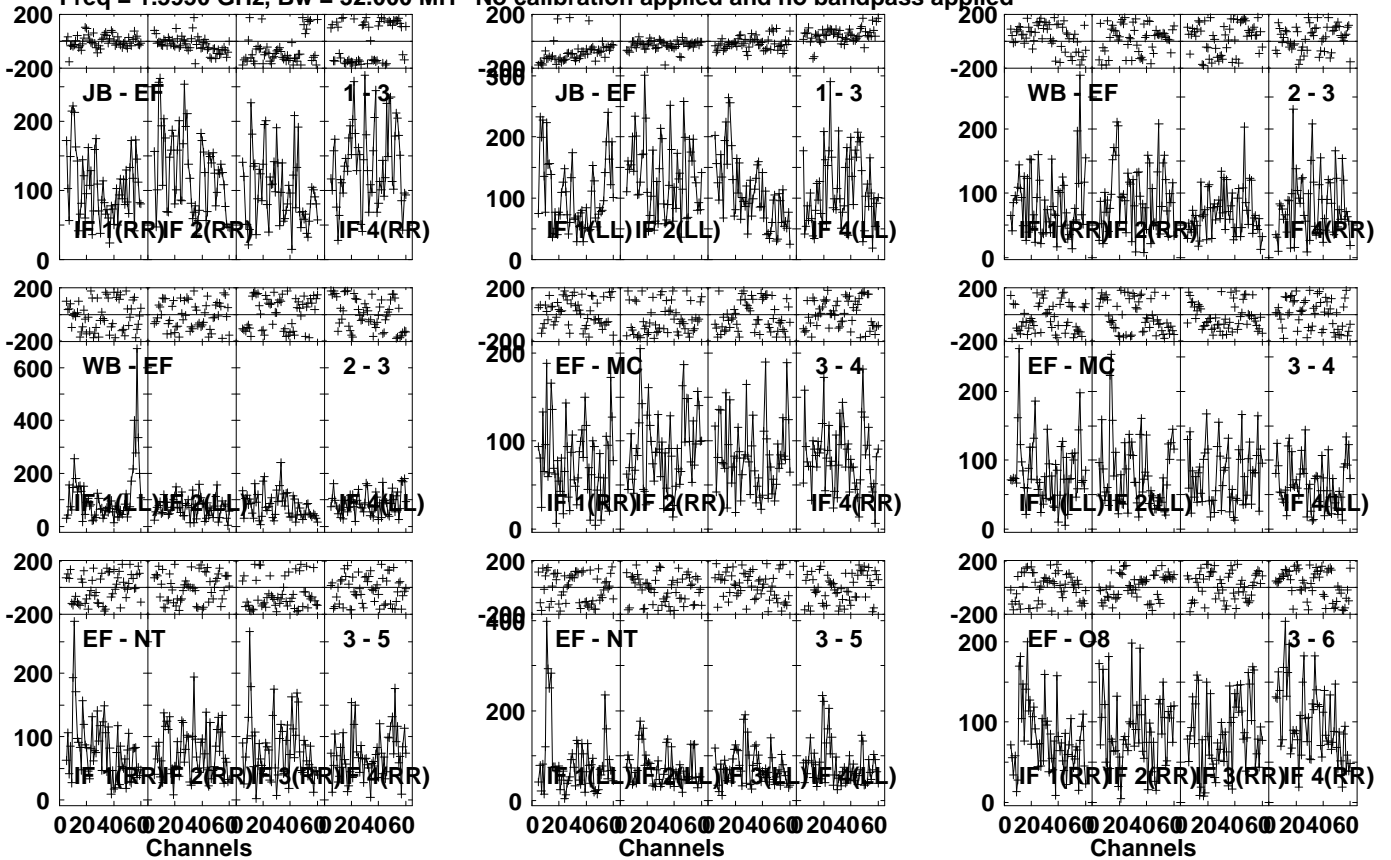 Freq = 1.5950 GHz, Bw = 32.000 MH No calibration applied and no bandpass applied
200
-200
JB - EF 1 - 3
200
100
0
IF 1(RR) IF 2(RR) IF 4(RR)
-200
300
JB - EF 1 - 3
200
100
0
IF 1(LL) IF 2(LL) IF 4(LL)
200
-200
WB - EF 2 - 3
200
100
0
IF 1(RR) IF 2(RR) IF 4(RR)
200
-200
WB - EF 2 - 3
600
400
200
0
IF 1(LL) IF 2(LL) IF 4(LL)
200
-200
200
EF - MC 3 - 4
100
0
IF 1(RR) IF 2(RR) IF 4(RR)
200
-200
EF - MC 3 - 4
200
100
0
IF 1(LL) IF 2(LL) IF 4(LL)
200
-200
EF - NT 3 - 5
200
100
0
IF 1(RR) IF 2(RR) IF 3(RR) IF 4(RR)
0 20 40 60 0 20 40 60 0 20 40 60 0 20 40 60
Channels
200
-200
400
EF - NT 3 - 5
200
0
IF 1(LL) IF 2(LL) IF 3(LL) IF 4(LL)
0 20 40 60 0 20 40 60 0 20 40 60 0 20 40 60
Channels
200
-200
EF - O8 3 - 6
200
100
0
IF 1(RR) IF 2(RR) IF 3(RR) IF 4(RR)
0 20 40 60 0 20 40 60 0 20 40 60 0 20 40 60
Channels